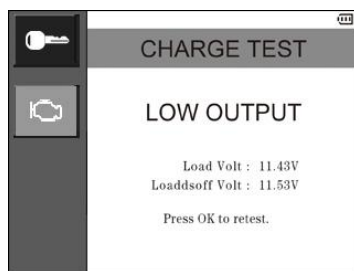 CHARGE TEST
LOW OUTPUT
Load Volt : 11.43V
Loaddsoff Volt : 11.53V
Press OK to retest.